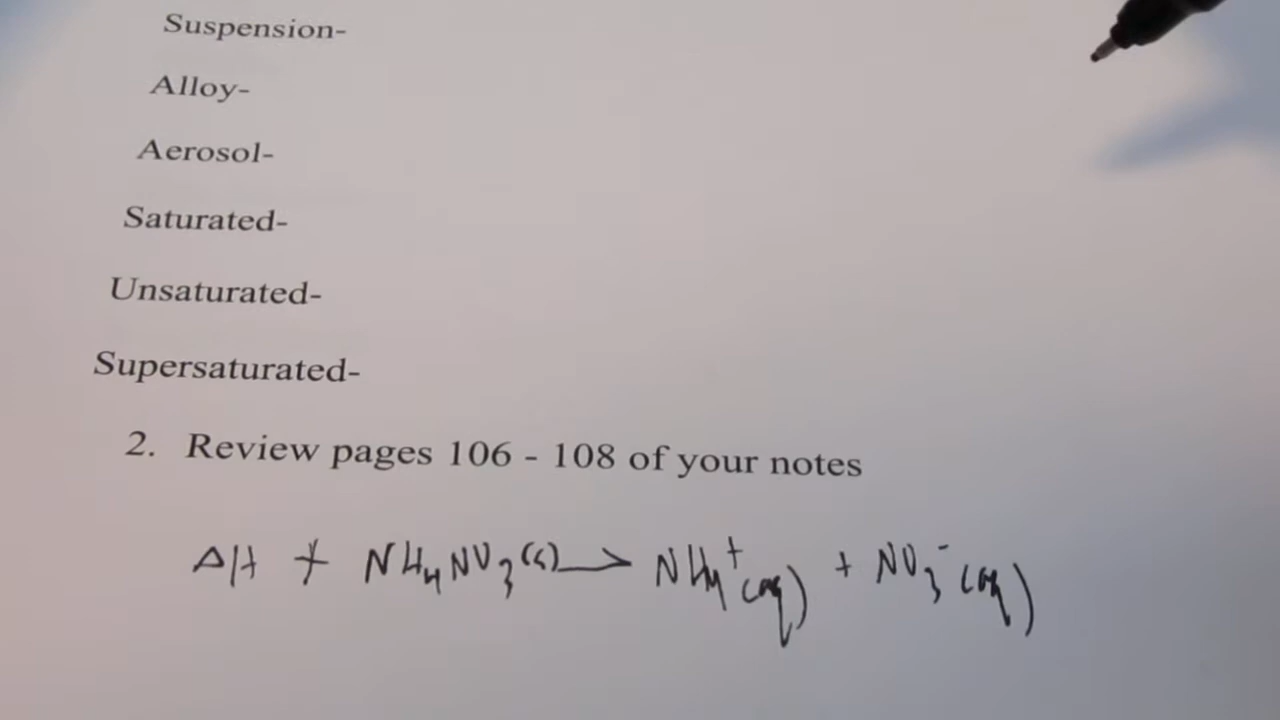 Suspension-
Alloy-
Aerosol-
Saturated-
Unsaturated-
Supersaturated-
2. Review pages 106 - 108 of your notes
ΔH + NH₄NO₃(s) → NH₄⁺(aq) + NO₃⁻(aq)